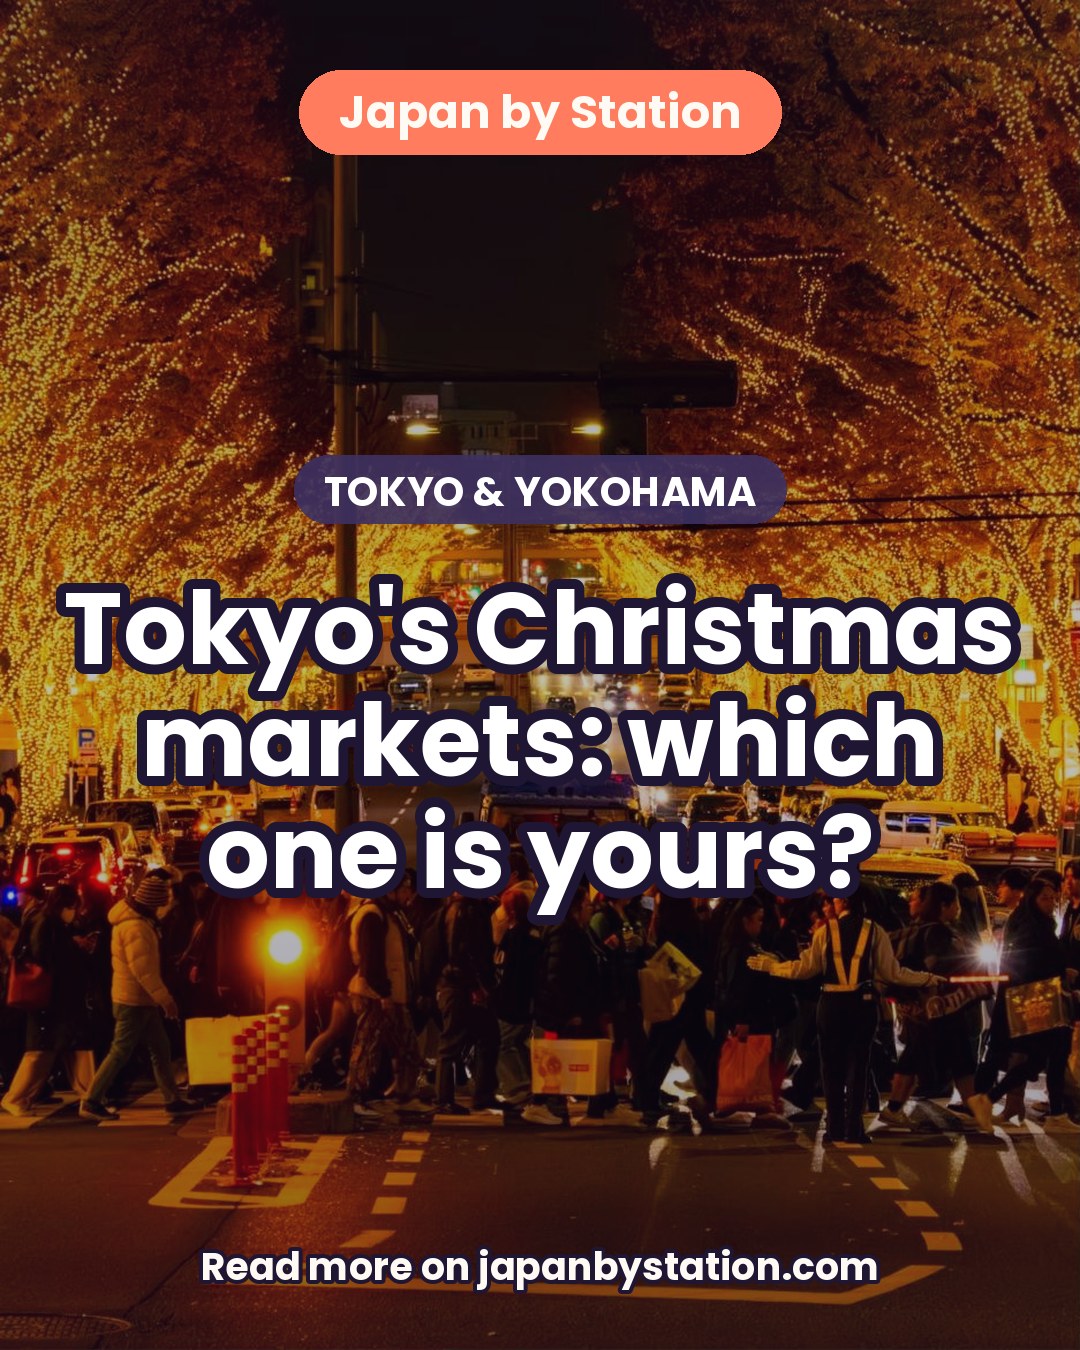 Japan by Station
TOKYO & YOKOHAMA
Tokyo's Christmas
markets: which
one is yours?
P
Read more on japanbystation.com